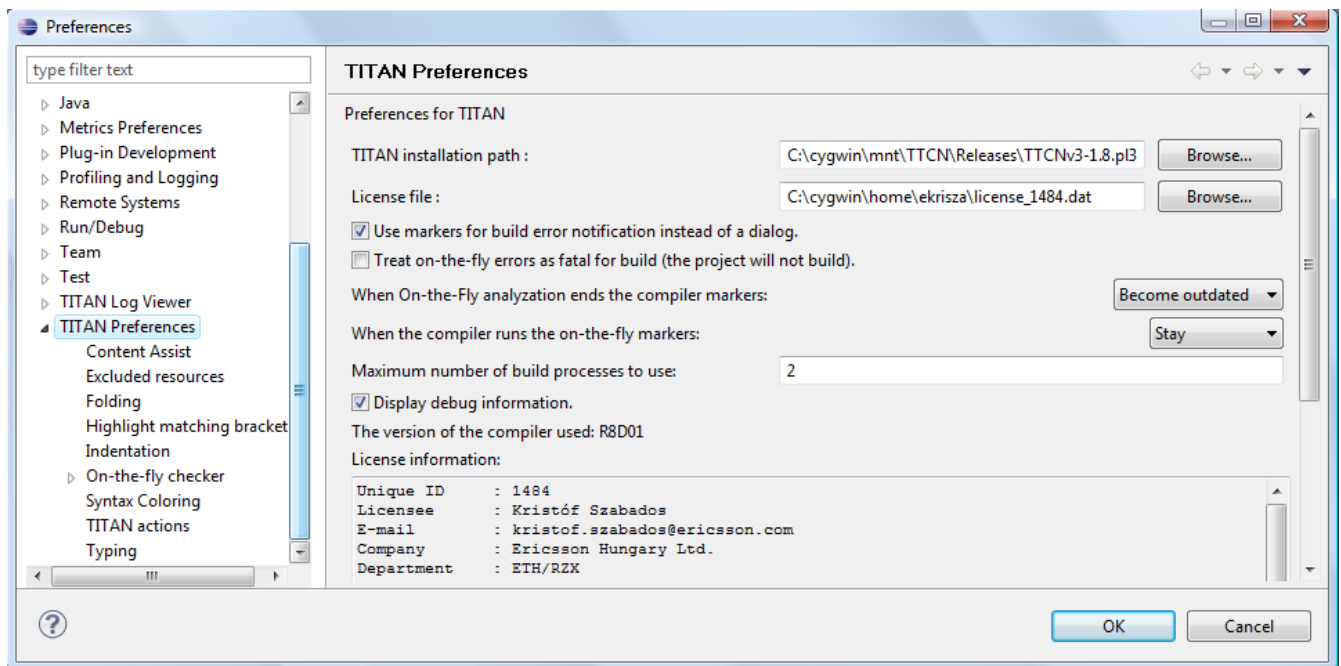 Preferences
type filter text
Java
Metrics Preferences
Plug-in Development
Profiling and Logging
Remote Systems
Run/Debug
Team
Test
TITAN Log Viewer
TITAN Preferences
Content Assist
Excluded resources
Folding
Highlight matching bracket
Indentation
On-the-fly checker
Syntax Coloring
TITAN actions
Typing
TITAN Preferences
Preferences for TITAN
TITAN installation path : C:\cygwin\mnt\TTCN\Releases\TTCNv3-1.8.pl3 Browse...
License file : C:\cygwin\home\ekrisza\license_1484.dat Browse...
Use markers for build error notification instead of a dialog.
Treat on-the-fly errors as fatal for build (the project will not build).
When On-the-Fly analyzation ends the compiler markers: Become outdated
When the compiler runs the on-the-fly markers: Stay
Maximum number of build processes to use: 2
Display debug information.
The version of the compiler used: R8D01
License information:
Unique ID : 1484
Licensee : Kristóf Szabados
E-mail : kristof.szabados@ericsson.com
Company : Ericsson Hungary Ltd.
Department : ETH/RZX
? OK Cancel